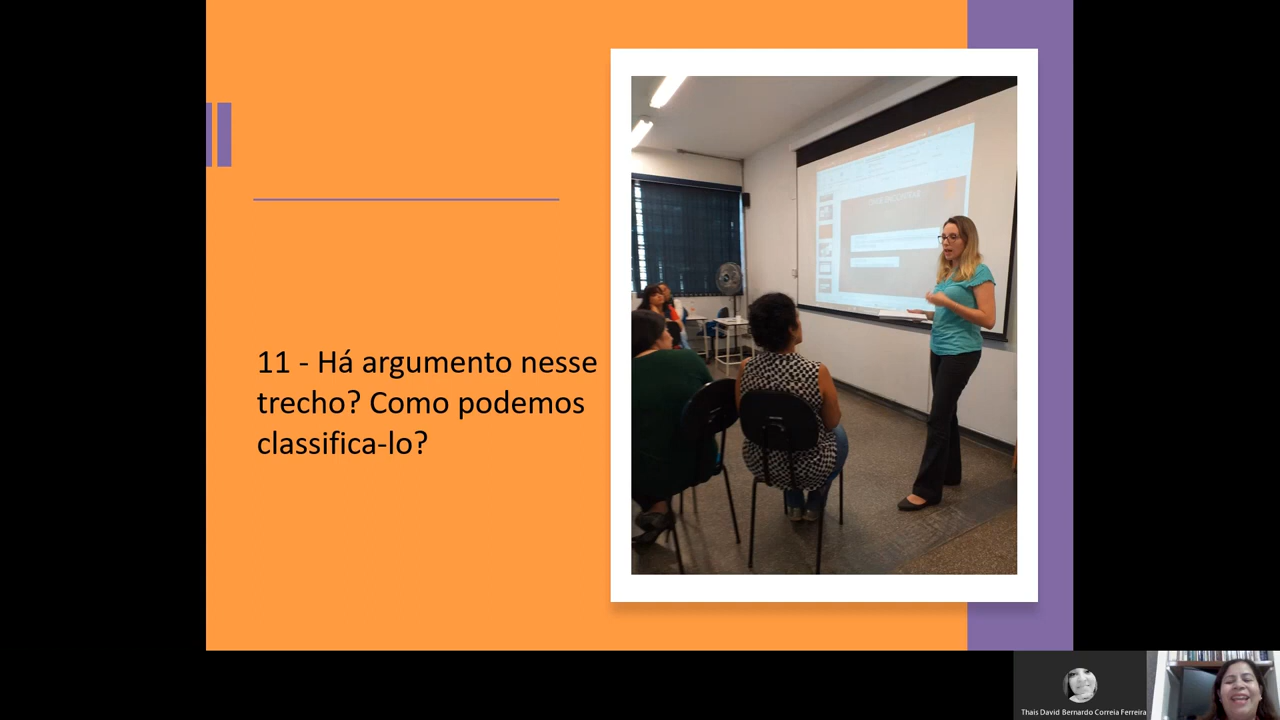 11 - Há argumento nesse
trecho? Como podemos
classifica-lo?
Thais David Bernardo Correia Ferreira